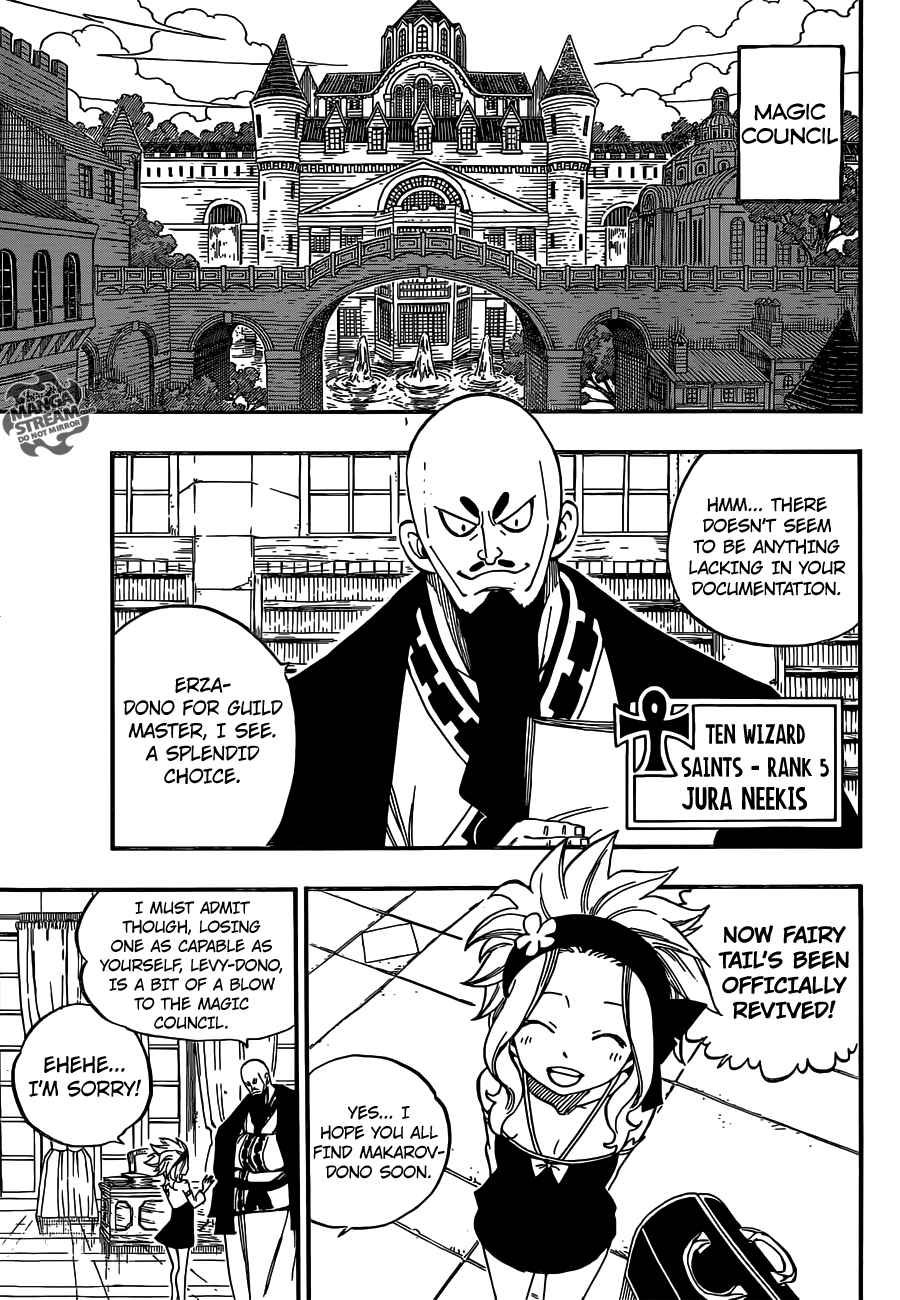 MAGIC
COUNCIL
MANGA
STREAM
DO NOT MIRROR
HMM... THERE
DOESN'T SEEM
TO BE ANYTHING
LACKING IN YOUR
DOCUMENTATION.
ERZA-
DONO FOR GUILD
MASTER, I SEE.
A SPLENDID
CHOICE.
TEN WIZARD
SAINTS - RANK 5
JURA NEEKIS
NOW FAIRY
TAIL'S BEEN
OFFICIALLY
REVIVED!
YES... I
HOPE YOU ALL
FIND MAKAROV-
DONO SOON.
I MUST ADMIT
THOUGH, LOSING
ONE AS CAPABLE AS
YOURSELF, LEVY-DONO,
IS A BIT OF A BLOW
TO THE MAGIC
COUNCIL.
EHEHE...
I'M SORRY!